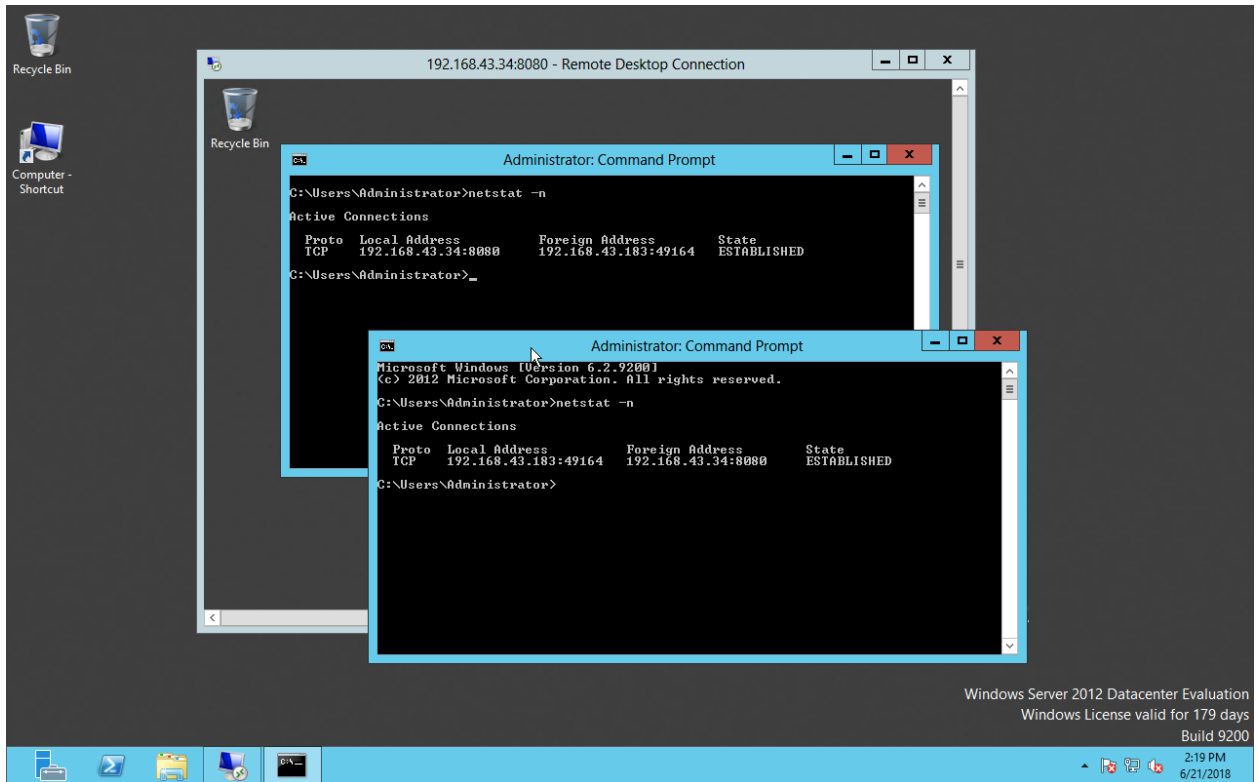 Recycle Bin
Computer -
Shortcut
192.168.43.34:8080 - Remote Desktop Connection
Recycle Bin
Administrator: Command Prompt
C:\Users\Administrator>netstat -n
Active Connections
Proto Local Address Foreign Address State
TCP 192.168.43.34:8080 192.168.43.183:49164 ESTABLISHED
C:\Users\Administrator>_
Administrator: Command Prompt
Microsoft Windows [Version 6.2.9200]
(c) 2012 Microsoft Corporation. All rights reserved.
C:\Users\Administrator>netstat -n
Active Connections
Proto Local Address Foreign Address State
TCP 192.168.43.183:49164 192.168.43.34:8080 ESTABLISHED
C:\Users\Administrator>
Windows Server 2012 Datacenter Evaluation
Windows License valid for 179 days
Build 9200
2:19 PM
6/21/2018